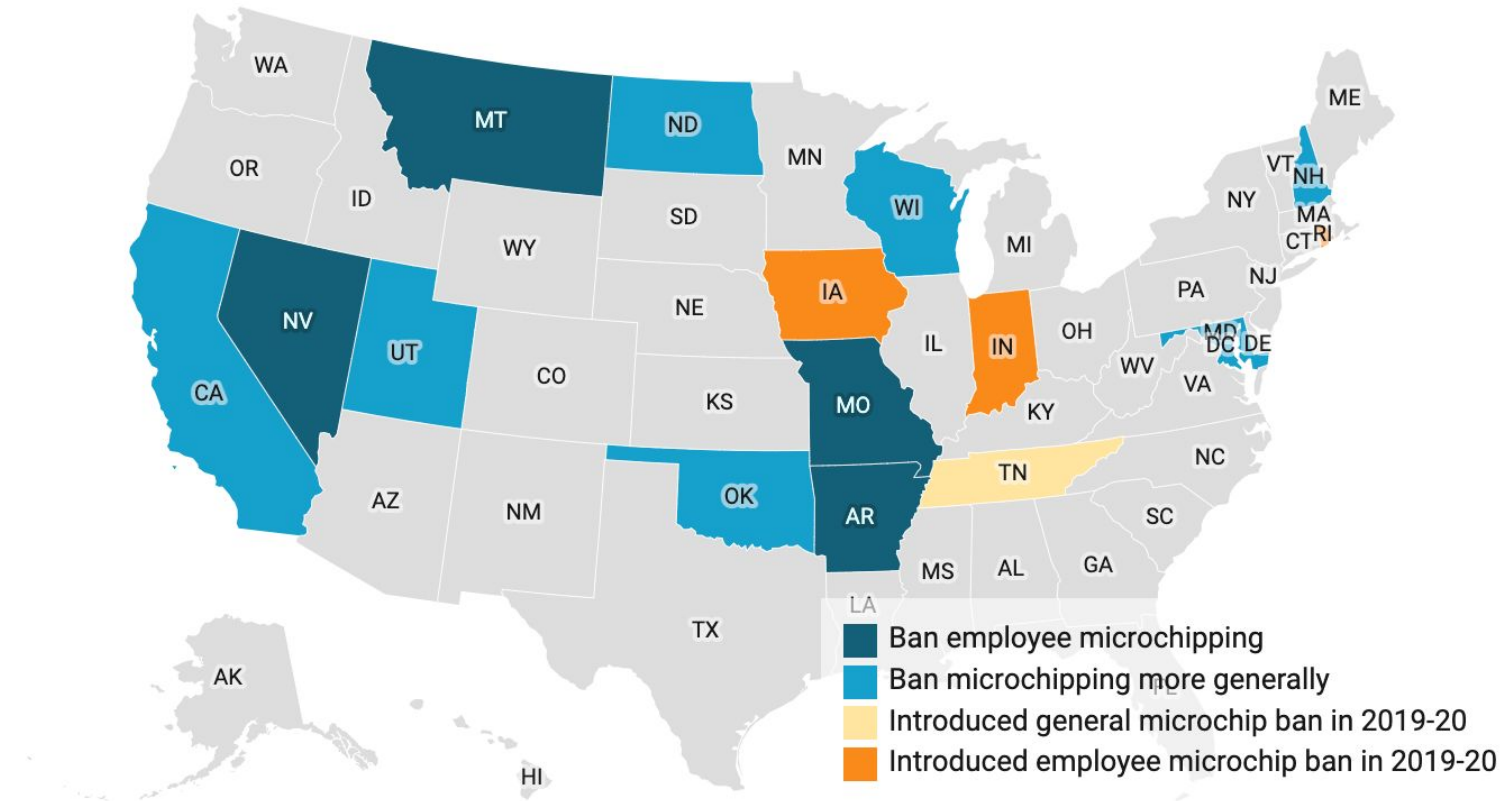 WA
ME
MT
ND
MN
VT
NH
OR
ID
WI
NY
MA
SD
MI
CT
RI
WY
NJ
IA
PA
NE
NV
OH
MD
DC
DE
UT
IL
IN
WV
CO
VA
CA
KS
MO
KY
NC
TN
AZ
OK
AR
NM
SC
MS
AL
GA
LA
TX
AK
FL
HI
Ban employee microchipping
Ban microchipping more generally
Introduced general microchip ban in 2019-20
Introduced employee microchip ban in 2019-20